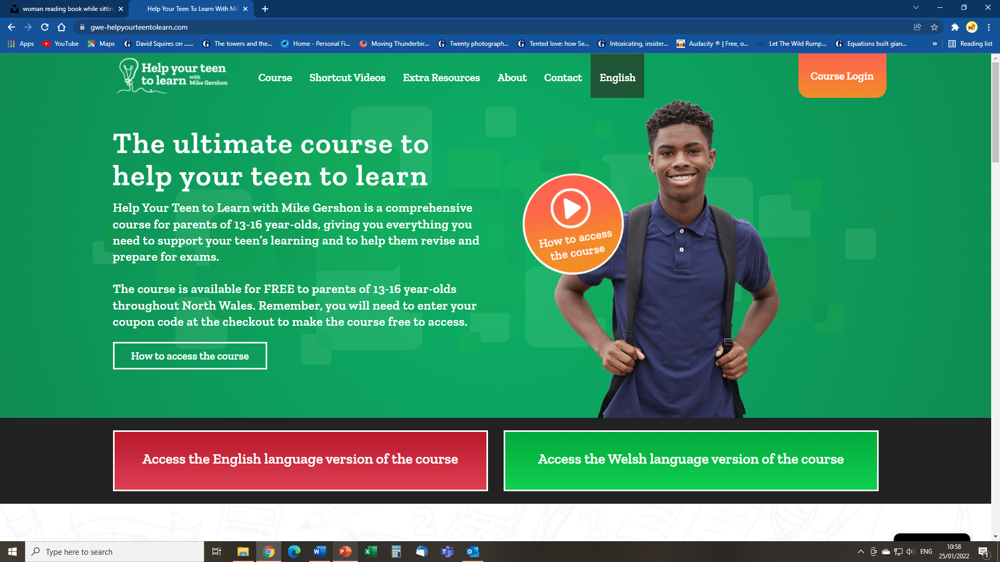 woman reading book while sittin
Help Your Teen To Learn With Mi
gwe-helpyourteentolearn.com
Apps
YouTube
Maps
David Squires on ......
The towers and the...
Home - Personal Fi...
Moving Thunderbir...
Twenty photograph...
Tented love: how Se...
Intoxicating, insider...
Audacity ® | Free, o...
Let The Wild Rump...
Equations built gian...
»
Reading list
Help your teen
to learn with Mike Gershon
Course
Shortcut Videos
Extra Resources
About
Contact
English
Course Login
The ultimate course to
help your teen to learn
Help Your Teen to Learn with Mike Gershon is a comprehensive
course for parents of 13-16 year-olds, giving you everything you
need to support your teen's learning and to help them revise and
prepare for exams.
The course is available for FREE to parents of 13-16 year-olds
throughout North Wales. Remember, you will need to enter your
coupon code at the checkout to make the course free to access.
How to access the course
How to access
the course
Access the English language version of the course
Access the Welsh language version of the course
Type here to search
ENG
10:58
25/01/2022
1